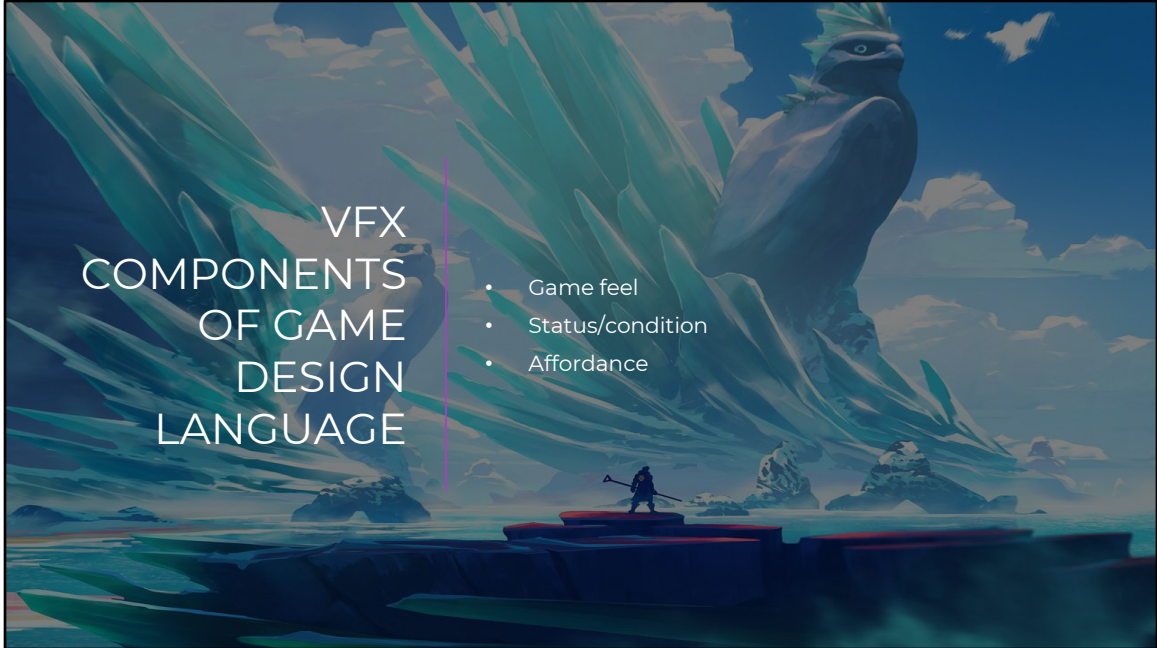 VFX
COMPONENTS
OF GAME
DESIGN
LANGUAGE
• Game feel
• Status/condition
• Affordance